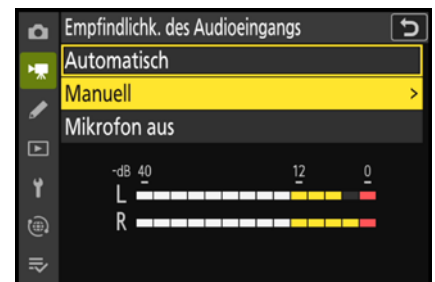 Empfindlichk. des Audioeingangs
Automatisch
Manuell >
Mikrofon aus
-dB 40 12 0
L
R